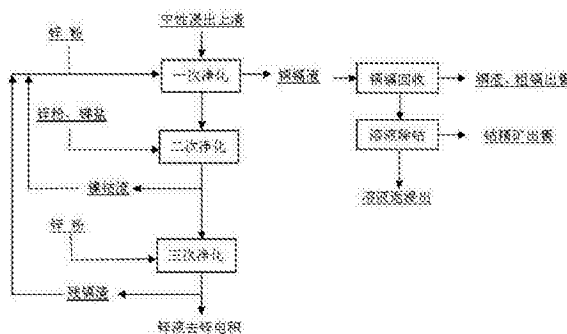 中性浸出上清
锌 粉
一次净化
铜镉渣
铜镉回收
铜渣、粗镉出售
锌粉、锑盐
二次净化
溶液除钴
钴精矿出售
镍钴渣
溶液返浸出
锌 粉
三次净化
残镉渣
锌液去锌电积